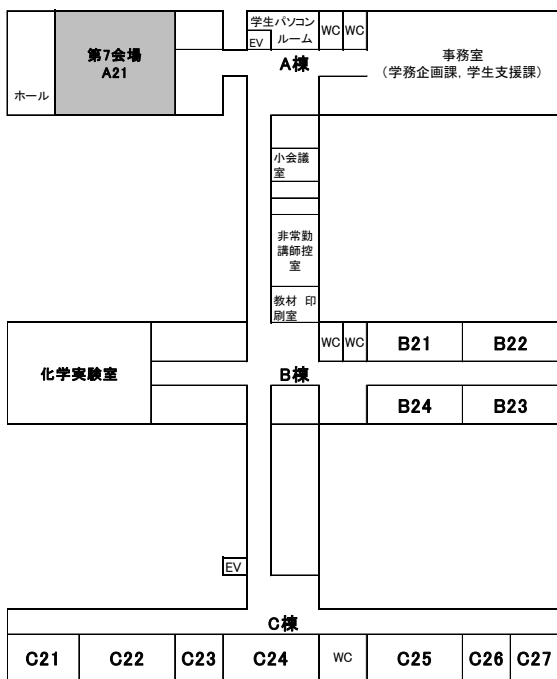 学生パソコン
ルーム
EV
WC
WC
第7会場
A21
ホール
A棟
事務室
（学務企画課，学生支援課）
小会議
室
非常勤
講師控
室
教材 印
刷室
WC
WC
B21
B22
化学実験室
B棟
B24
B23
EV
C棟
C21
C22
C23
C24
WC
C25
C26
C27